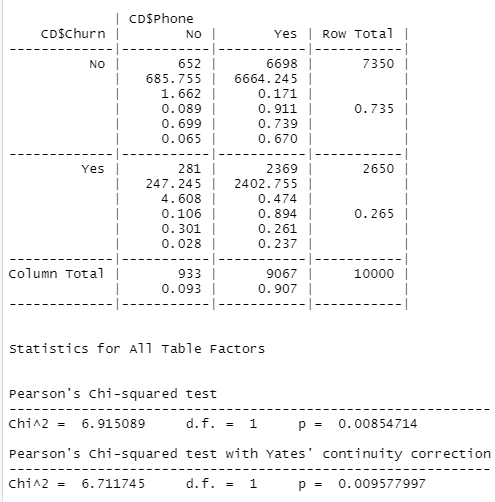 | CD$Phone
    CD$Churn |        No |       Yes | Row Total |
-------------|-----------|-----------|-----------|
          No |       652 |      6698 |      7350 |
             |   685.755 |  6664.245 |           |
             |     1.662 |     0.171 |           |
             |     0.089 |     0.911 |     0.735 |
             |     0.699 |     0.739 |           |
             |     0.065 |     0.670 |           |
-------------|-----------|-----------|-----------|
         Yes |       281 |      2369 |      2650 |
             |   247.245 |  2402.755 |           |
             |     4.608 |     0.474 |           |
             |     0.106 |     0.894 |     0.265 |
             |     0.301 |     0.261 |           |
             |     0.028 |     0.237 |           |
-------------|-----------|-----------|-----------|
Column Total |       933 |      9067 |     10000 |
             |     0.093 |     0.907 |           |
-------------|-----------|-----------|-----------|
Statistics for All Table Factors
Pearson's Chi-squared test
------------------------------------------------------------
Chi^2 =  6.915089     d.f. =  1     p =  0.00854714
Pearson's Chi-squared test with Yates' continuity correction
------------------------------------------------------------
Chi^2 =  6.711745     d.f. =  1     p =  0.009577997